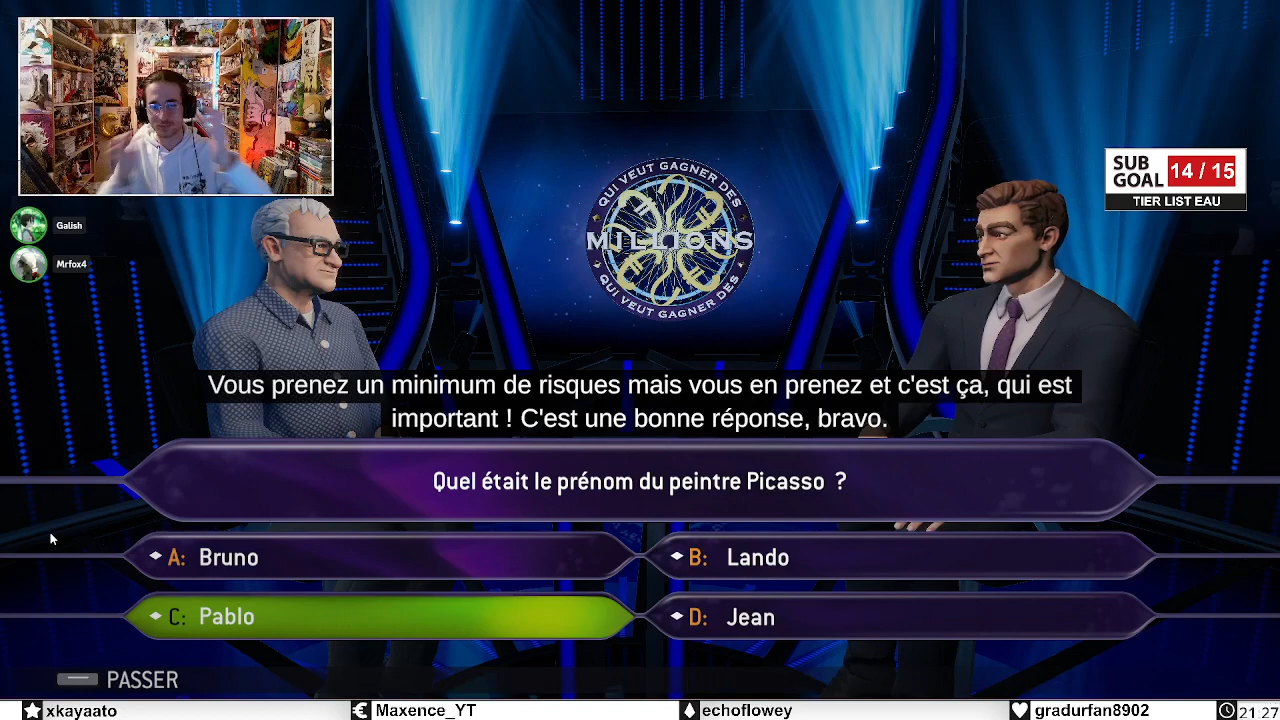 SUB
GOAL
14 / 15
TIER LIST EAU
QUI VEUT GAGNER DES
MILLIONS
QUI VEUT GAGNER DES
Galish
Mrfox4
Vous prenez un minimum de risques mais vous en prenez et c'est ça, qui est
important ! C'est une bonne réponse, bravo.
Quel était le prénom du peintre Picasso ?
A: Bruno
B: Lando
C: Pablo
D: Jean
PASSER
xkayaato
Maxence_YT
echoflowey
gradurfan8902
21:27